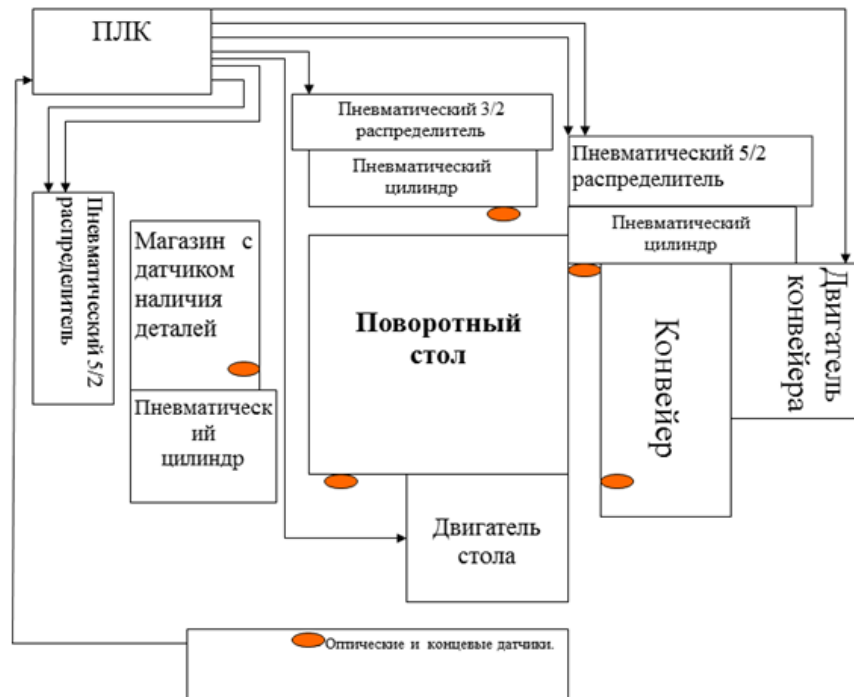 ПЛК
Пневматический 3/2
распределитель
Пневматический
цилиндр
Пневматический 5/2
распределитель
Пневматический
цилиндр
Пневматический 5/2
распределитель
Магазин с
датчиком
наличия
деталей
Пневматическ
ий
цилиндр
Поворотный
стол
Конвейер
Двигатель
конвейера
Двигатель
стола
Оптические и концевые датчики.